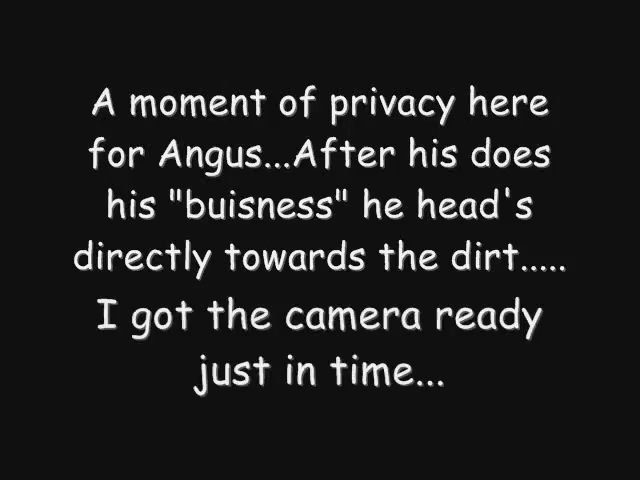 A moment of privacy here
for Angus...After his does
his "buisness" he head's
directly towards the dirt.....
I got the camera ready
just in time...